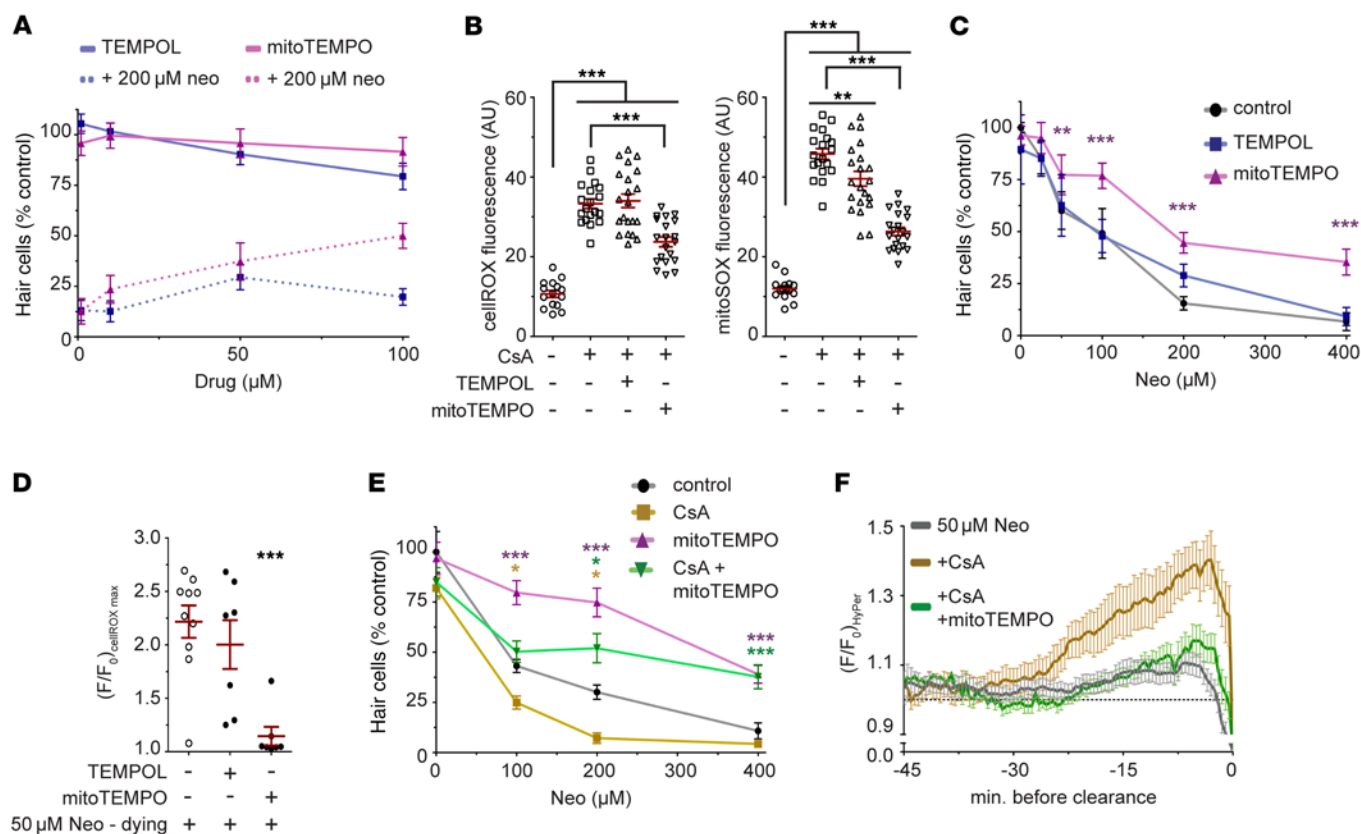 A
TEMPOL
mitoTEMPO
+ 200 µM neo
+ 200 µM neo
Hair cells (% control)
100
75
50
25
0
0
50
100
Drug (µM)
B
***
***
cellROX fluorescence (AU)
60
40
20
0
CsA
- + + +
TEMPOL
- - + -
mitoTEMPO
- - - +
***
***
**
mitoSOX fluorescence (AU)
60
40
20
0
- + + +
- - + -
- - - +
C
control
TEMPOL
mitoTEMPO
**
***
***
***
Hair cells (% control)
100
75
50
25
0
0
100
200
300
400
Neo (µM)
D
***
(F/F0)cellROX max
3.0
2.5
2.0
1.5
1.0
TEMPOL
- + -
mitoTEMPO
- - +
50 µM Neo - dying
+ + +
E
control
CsA
mitoTEMPO
CsA +
mitoTEMPO
***
*
***
*
*
***
***
Hair cells (% control)
100
75
50
25
0
0
100
200
300
400
Neo (µM)
F
50 µM Neo
+CsA
+CsA
+mitoTEMPO
(F/F0)HyPer
1.5
1.3
1.1
0.9
0.0
-45
-30
-15
0
min. before clearance